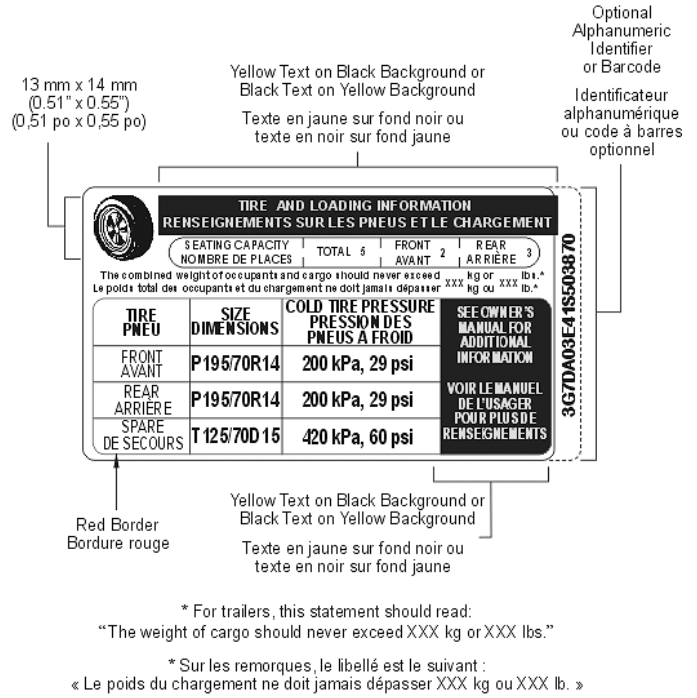 Optional
Alphanumeric
Identifier
or Barcode
Identificateur
alphanumérique
ou code à barres
optionnel
13 mm x 14 mm
(0.51" x 0.55")
(0,51 po x 0,55 po)
Yellow Text on Black Background or
Black Text on Yellow Background
Texte en jaune sur fond noir ou
texte en noir sur fond jaune
TIRE AND LOADING INFORMATION
RENSEIGNEMENTS SUR LES PNEUS ET LE CHARGEMENT
SEATING CAPACITY
NOMBRE DE PLACES
TOTAL 5
FRONT
AVANT 2
REAR
ARRIÈRE 3
The combined weight of occupants and cargo should never exceed XXX kg or XXX lbs.*
Le poids total des occupants et du chargement ne doit jamais dépasser XXX kg ou XXX lb.*
TIRE
PNEU
SIZE
DIMENSIONS
COLD TIRE PRESSURE
PRESSION DES
PNEUS A FROID
FRONT
AVANT
P195/70R14
200 kPa, 29 psi
REAR
ARRIÈRE
P195/70R14
200 kPa, 29 psi
SPARE
DE SECOURS
T125/70D15
420 kPa, 60 psi
SEE OWNER'S
MANUAL FOR
ADDITIONAL
INFORMATION
VOIR LE MANUEL
DE L'USAGER
POUR PLUS DE
RENSEIGNEMENTS
3G7DA03E41S503870
Red Border
Bordure rouge
Yellow Text on Black Background or
Black Text on Yellow Background
Texte en jaune sur fond noir ou
texte en noir sur fond jaune
* For trailers, this statement should read:
"The weight of cargo should never exceed XXX kg or XXX lbs."
* Sur les remorques, le libellé est le suivant :
« Le poids du chargement ne doit jamais dépasser XXX kg ou XXX lb. »